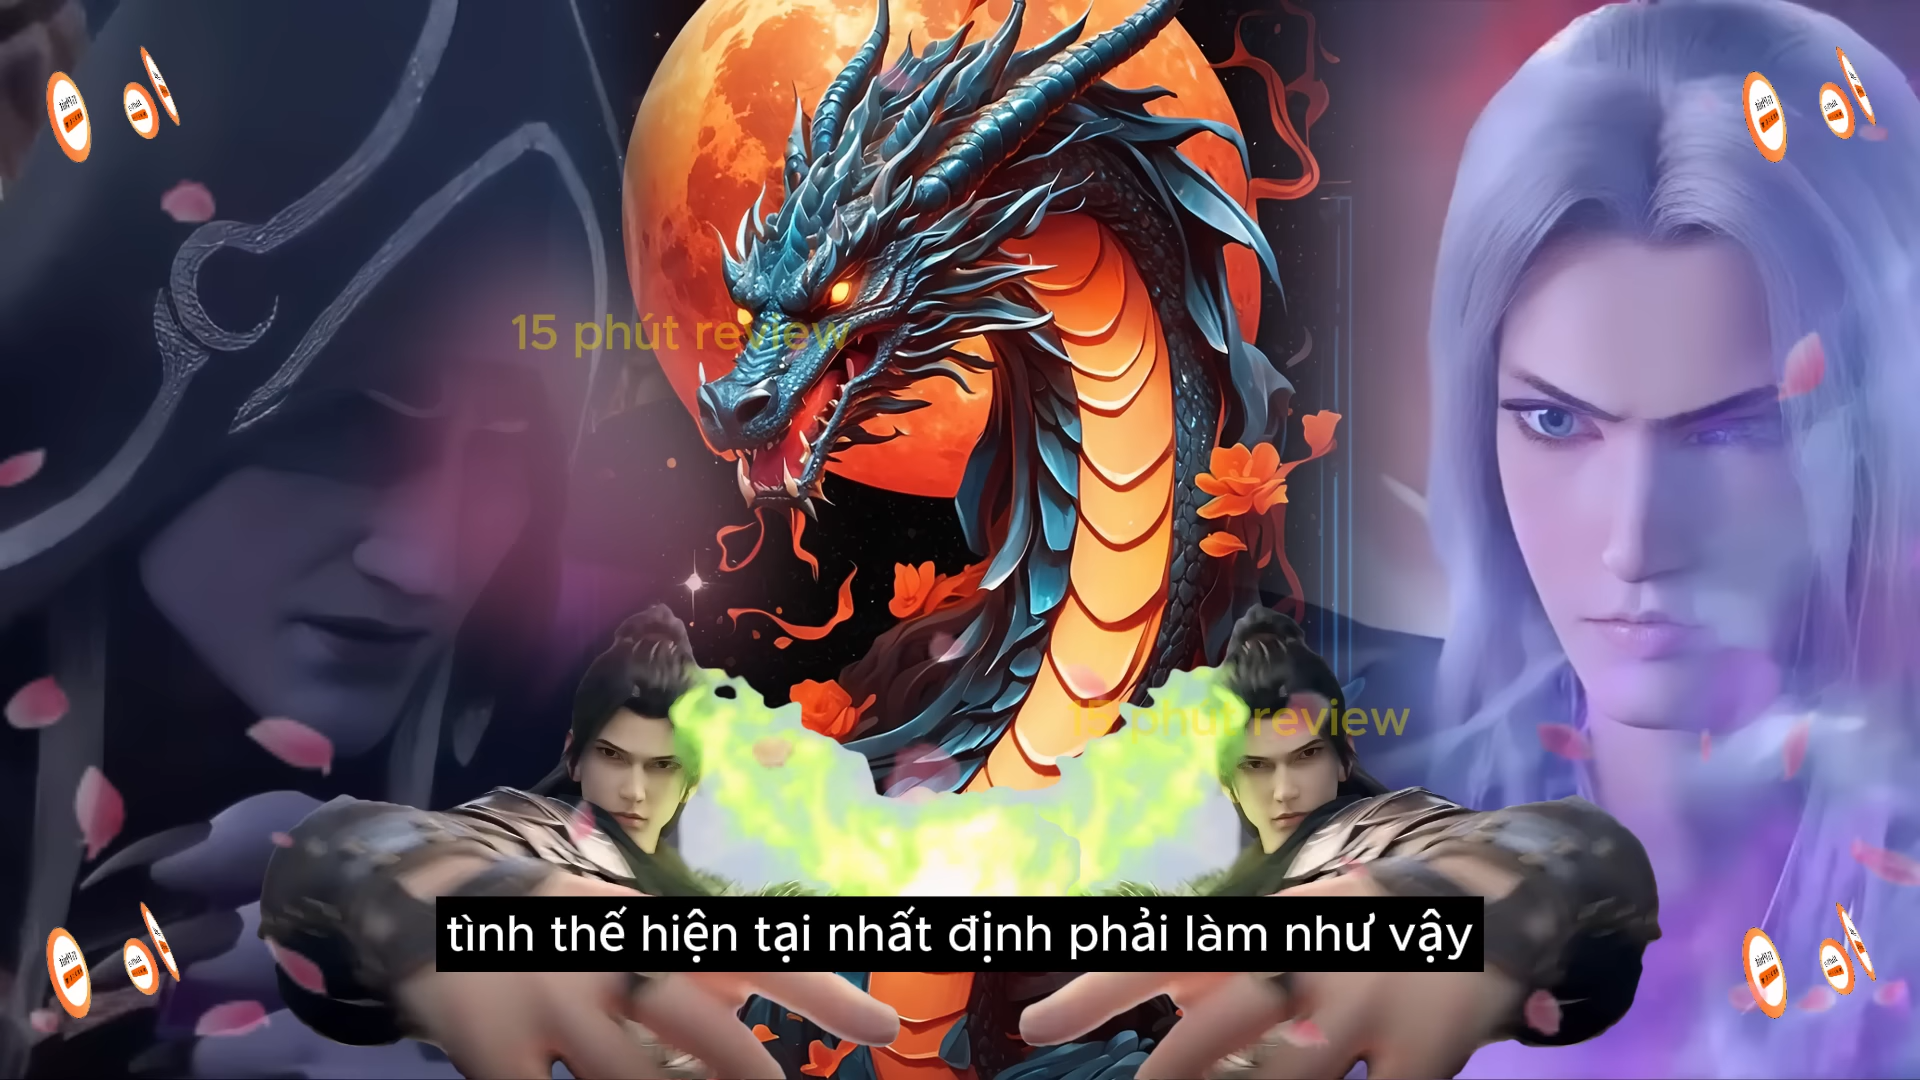 15 phút review
15 phút review
tình thế hiện tại nhất định phải làm như vậy